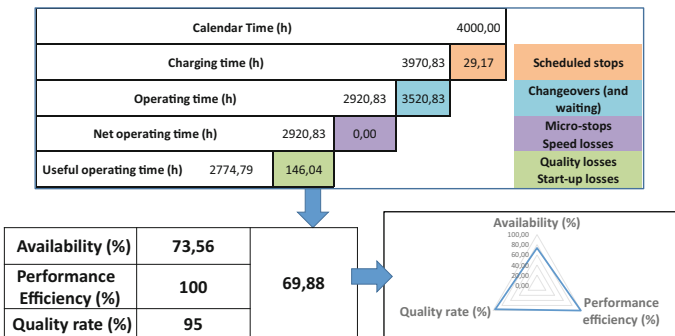 Calendar Time (h) 4000,00
Charging time (h) 3970,83 29,17 Scheduled stops
Operating time (h) 2920,83 3520,83 Changeovers (and
waiting)
Net operating time (h) 2920,83 0,00 Micro-stops
Speed losses
Useful operating time (h) 2774,79 146,04 Quality losses
Start-up losses
Availability (%) 73,56
Performance
Efficiency (%) 100
69,88
Quality rate (%) 95
Availability (%)
100,00
80,00
60,00
40,00
20,00
0,00
Quality rate (%)
Performance
efficiency (%)